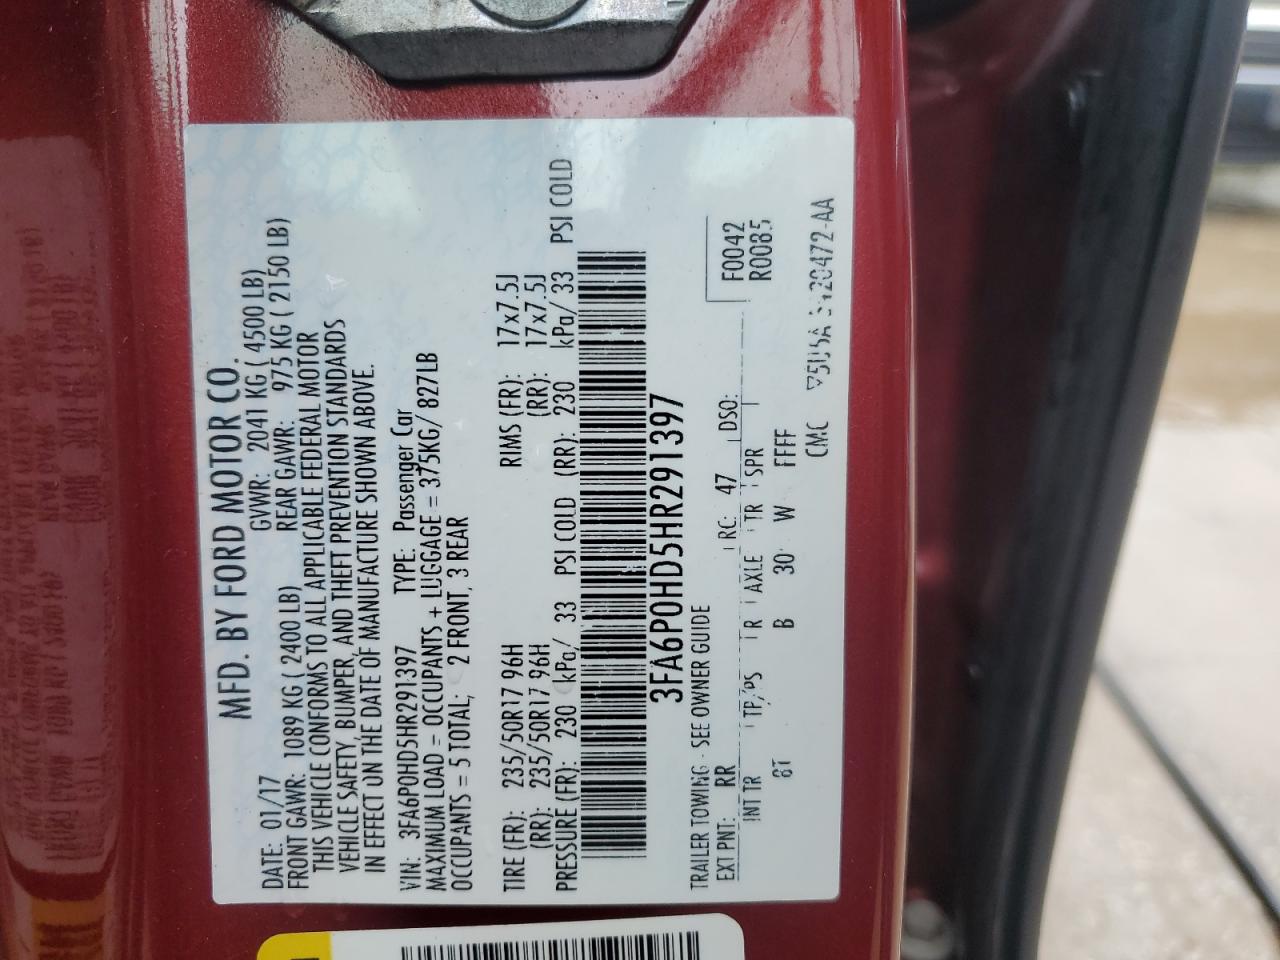 MFD. BY FORD MOTOR CO.
DATE: 01/17 GVWR: 2041 KG ( 4500 LB)
FRONT GAWR: 1089 KG ( 2400 LB) REAR GAWR: 975 KG ( 2150 LB)
THIS VEHICLE CONFORMS TO ALL APPLICABLE FEDERAL MOTOR
VEHICLE SAFETY, BUMPER, AND THEFT PREVENTION STANDARDS
IN EFFECT ON THE DATE OF MANUFACTURE SHOWN ABOVE.
VIN: 3FA6P0HD5HR291397 TYPE: Passenger Car
MAXIMUM LOAD = OCCUPANTS + LUGGAGE = 375KG/ 827LB
OCCUPANTS = 5 TOTAL; 2 FRONT, 3 REAR
TIRE (FR): 235/50R17 96H RIMS (FR): 17x7.5J
(RR): 235/50R17 96H (RR): 17x7.5J
PRESSURE (FR): 230 kPa/ 33 PSI COLD (RR): 230 kPa/ 33 PSI COLD
3FA6P0HD5HR291397
TRAILER TOWING - SEE OWNER GUIDE
F0042
R0085
EXT PNT: RR RC: 47 DSO:
INT TR TP/PS R AXLE TR SPR
8T B 30 W FFFF
CMC